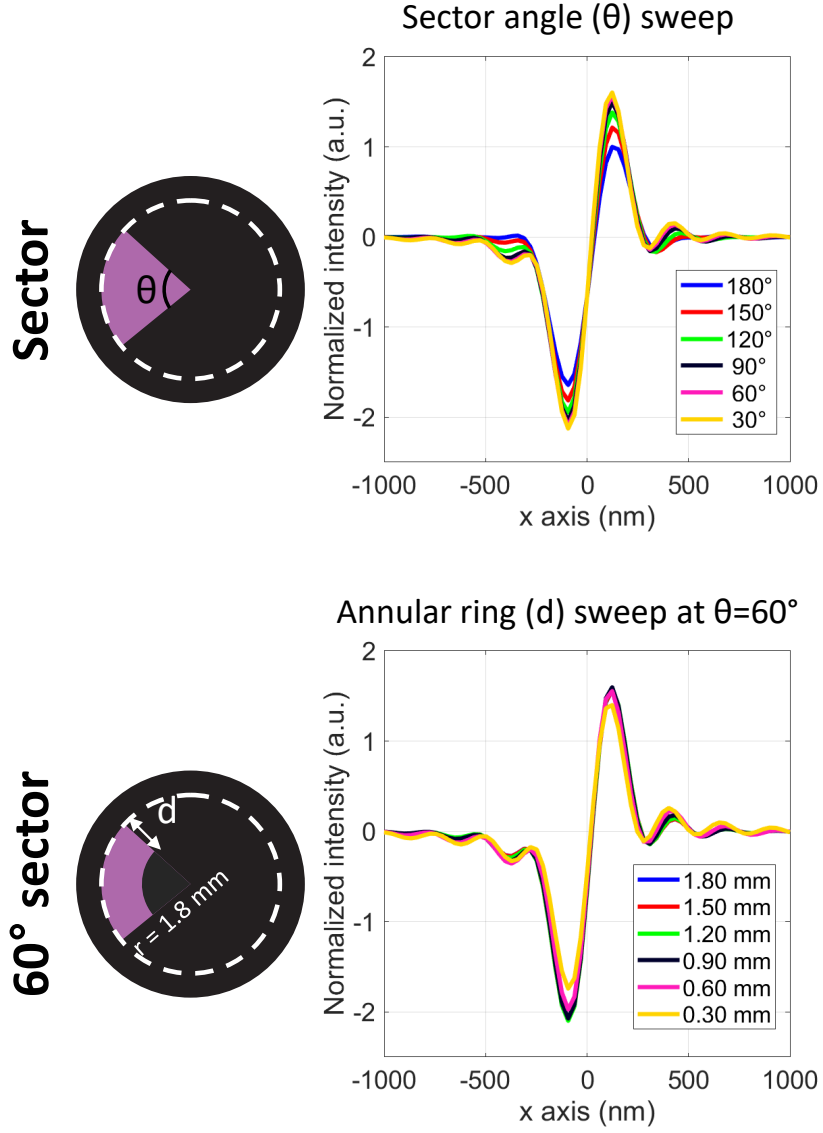 Sector angle (θ) sweep
Sector
θ
Normalized intensity (a.u.)
2
1
0
-1
-2
180°
150°
120°
90°
60°
30°
-1000 -500 0 500 1000
x axis (nm)
Annular ring (d) sweep at θ=60°
60° sector
d
r = 1.8 mm
Normalized intensity (a.u.)
2
1
0
-1
-2
1.80 mm
1.50 mm
1.20 mm
0.90 mm
0.60 mm
0.30 mm
-1000 -500 0 500 1000
x axis (nm)